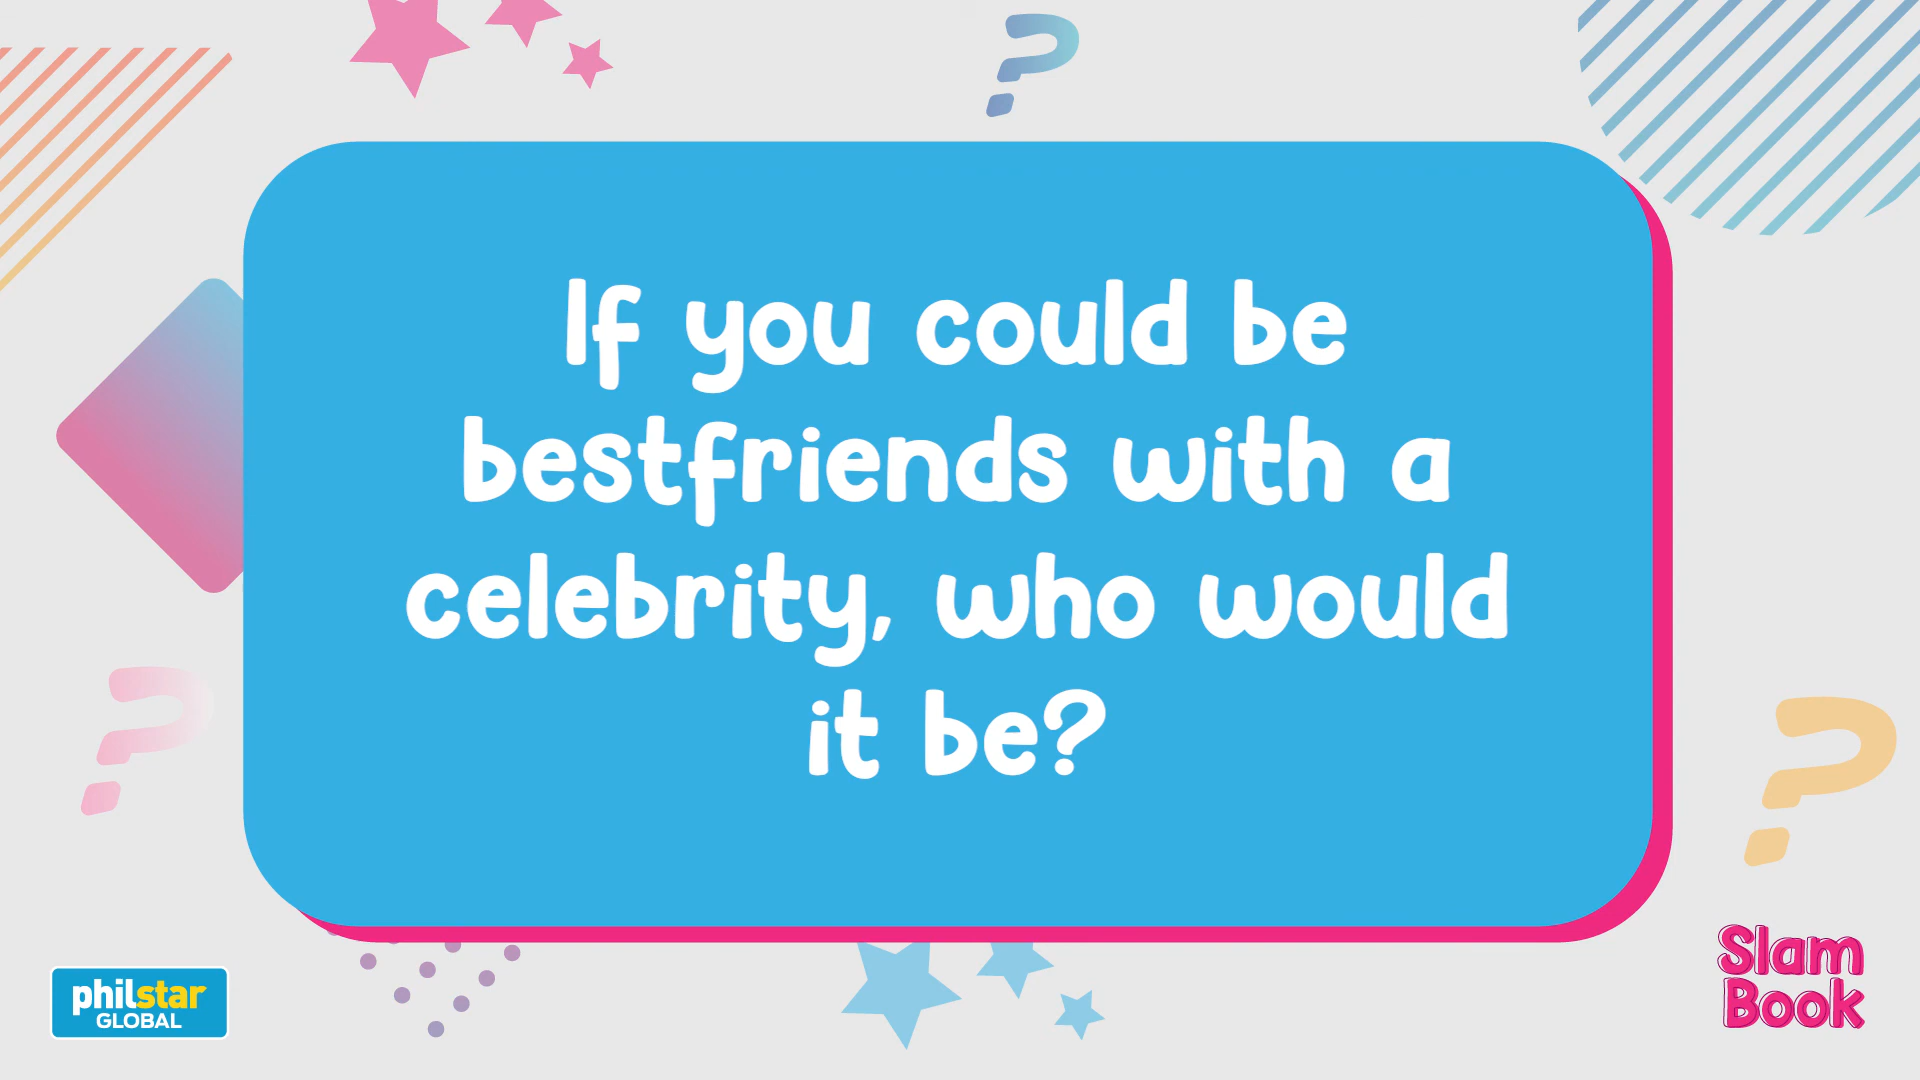 If you could be
bestfriends with a
celebrity, who would
it be?
philstar
GLOBAL
Slam
Book